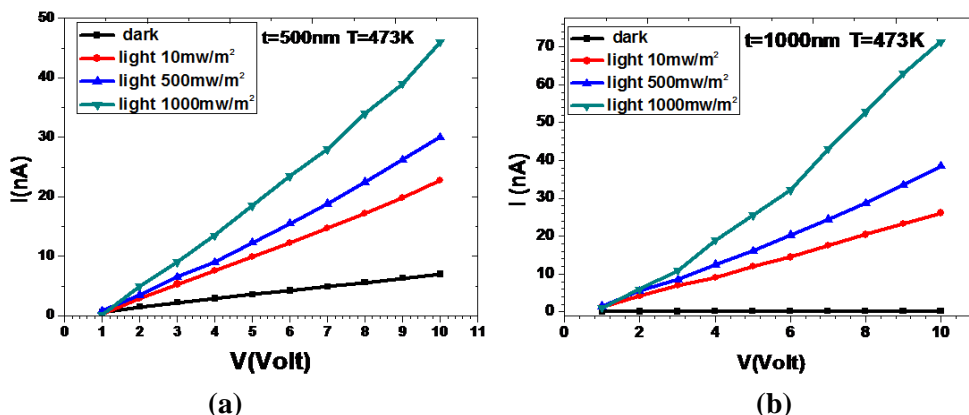 t=500nm T=473K
dark
light 10mw/m²
light 500mw/m²
light 1000mw/m²
I(nA)
50
40
30
20
10
0
0 1 2 3 4 5 6 7 8 9 10 11
V(Volt)
(a)
t=1000nm T=473K
dark
light 10mw/m²
light 500mw/m²
light 1000mw/m²
I (nA)
70
60
50
40
30
20
10
0
0 2 4 6 8 10
V(Volt)
(b)